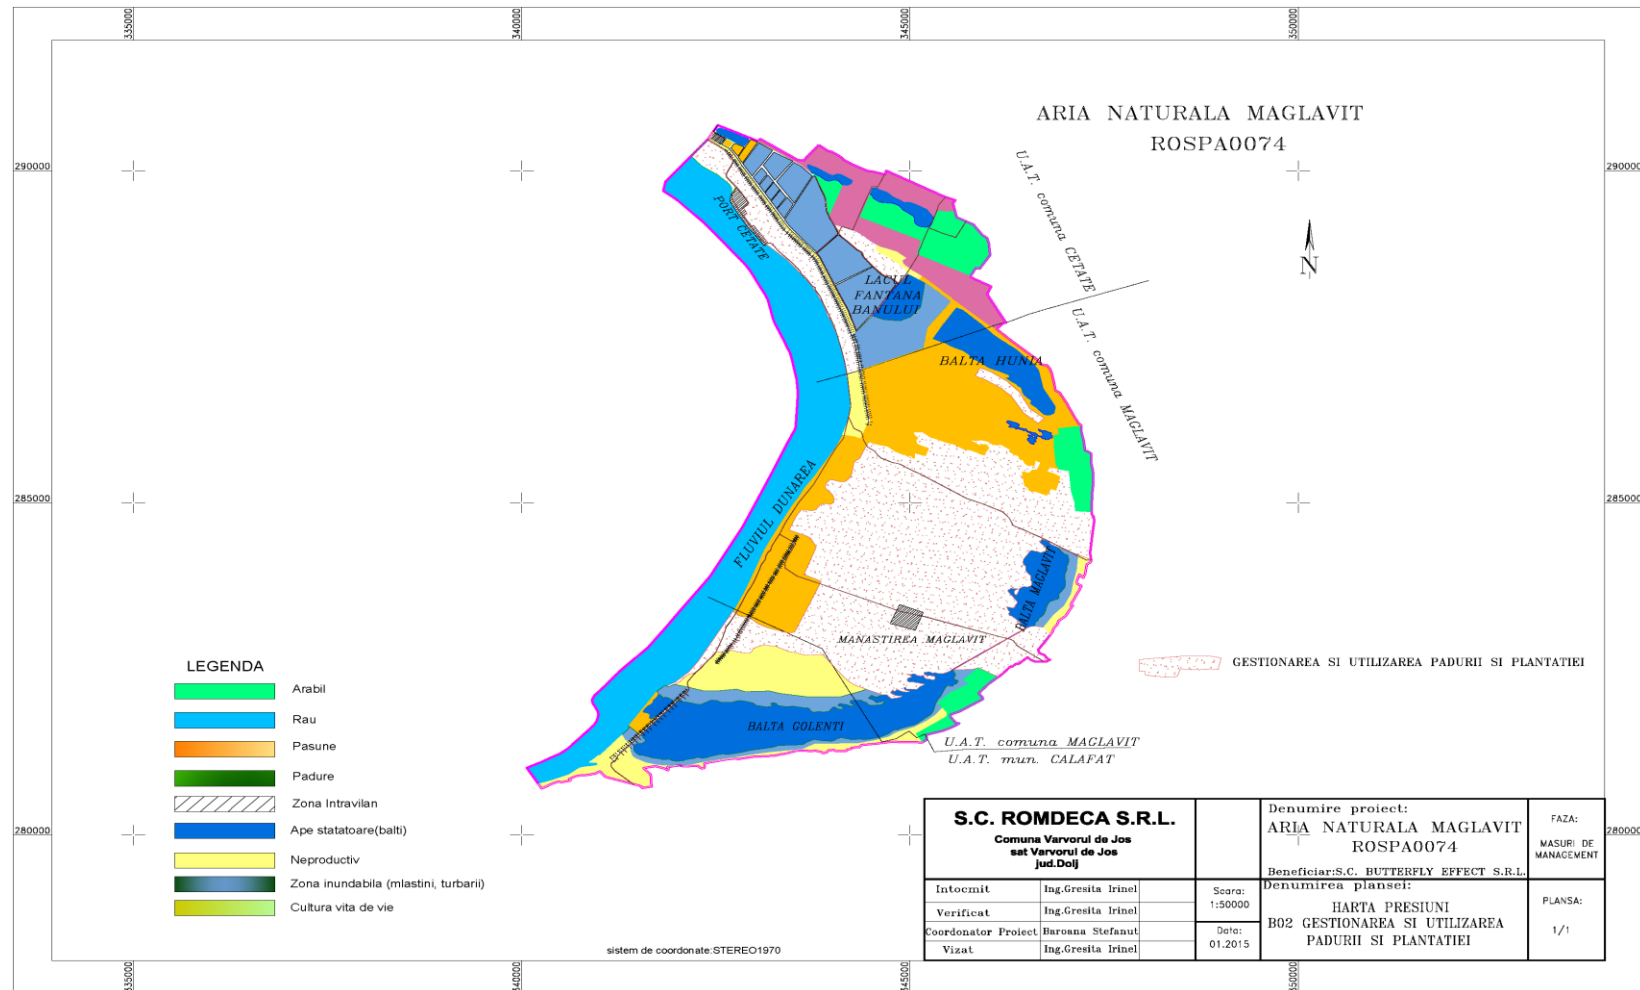 335000
340000
345000
350000
ARIA NATURALA MAGLAVIT
ROSPA0074
290000
290000
U.A.T. comuna CETATE
U.A.T. comuna MAGLAVIT
PORT CETATE
LACUL
FANTANA
BANULUI
BALTA HUNIA
N
285000
285000
FLUVIUL DUNAREA
BALTA MAGLAVIT
MANASTIREA MAGLAVIT
GESTIONAREA SI UTILIZAREA PADURII SI PLANTATIEI
BALTA GOLENTI
U.A.T. comuna MAGLAVIT
U.A.T. mun. CALAFAT
LEGENDA
Arabil
Rau
Pasune
Padure
Zona Intravilan
Ape statatoare(balti)
Neproductiv
Zona inundabila (mlastini, turbarii)
Cultura vita de vie
280000
280000
sistem de coordonate:STEREO1970
S.C. ROMDECA S.R.L.
Comuna Varvorul de Jos
sat Varvorul de Jos
jud.Dolj
Denumire proiect:
ARIA NATURALA MAGLAVIT
ROSPA0074
Beneficiar:S.C. BUTTERFLY EFFECT S.R.L.
FAZA:
MASURI DE
MANAGEMENT
Intocmit Ing.Gresita Irinel
Verificat Ing.Gresita Irinel
Coordonator Proiect Baroana Stefanut
Vizat Ing.Gresita Irinel
Scara:
1:50000
Data:
01.2015
Denumirea plansei:
HARTA PRESIUNI
B02 GESTIONAREA SI UTILIZAREA
PADURII SI PLANTATIEI
PLANSA:
1/1
335000
340000
345000
350000